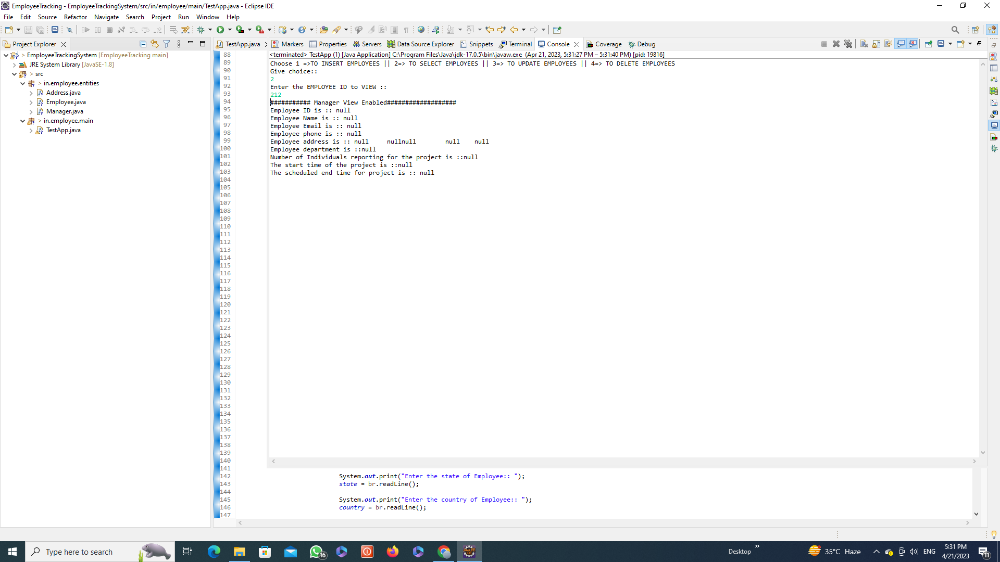 EmployeeTracking - EmployeeTrackingSystem/src/in/employee/main/TestApp.java - Eclipse IDE
File Edit Source Refactor Navigate Search Project Run Window Help
Project Explorer
EmployeeTrackingSystem [EmployeeTracking main]
JRE System Library [JavaSE-1.8]
> src
> in.employee.entities
Address.java
Employee.java
Manager.java
> in.employee.main
TestApp.java
TestApp.java
Markers Properties Servers Data Source Explorer Snippets Terminal Console Coverage Debug
<terminated> TestApp (1) [Java Application] C:\Program Files\Java\jdk-17.0.5\bin\javaw.exe (Apr 21, 2023, 5:31:27 PM – 5:31:40 PM) [pid: 19816]
Choose 1 =>TO INSERT EMPLOYEES || 2=> TO SELECT EMPLOYEES || 3=> TO UPDATE EMPLOYEES || 4=> TO DELETE EMPLOYEES
Give choice::
2
Enter the EMPLOYEE ID to VIEW ::
212
########### Manager View Enabled###################
Employee ID is :: null
Employee Name is :: null
Employee Email is :: null
Employee phone is :: null
Employee address is :: null nullnull null null
Employee department is ::null
Number of Individuals reporting for the project is ::null
The start time of the project is ::null
The scheduled end time for project is :: null
88
89
90
91
92
93
94
95
96
97
98
99
100
101
102
103
104
105
106
107
108
109
110
111
112
113
114
115
116
117
118
119
120
121
122
123
124
125
126
127
128
129
130
131
132
133
134
135
136
137
138
139
140
141
142 System.out.print("Enter the state of Employee:: ");
143 state = br.readLine();
144
145 System.out.print("Enter the country of Employee:: ");
146 country = br.readLine();
147
Type here to search
16
Desktop
35°C Haze
ENG
5:31 PM
4/21/2023
11